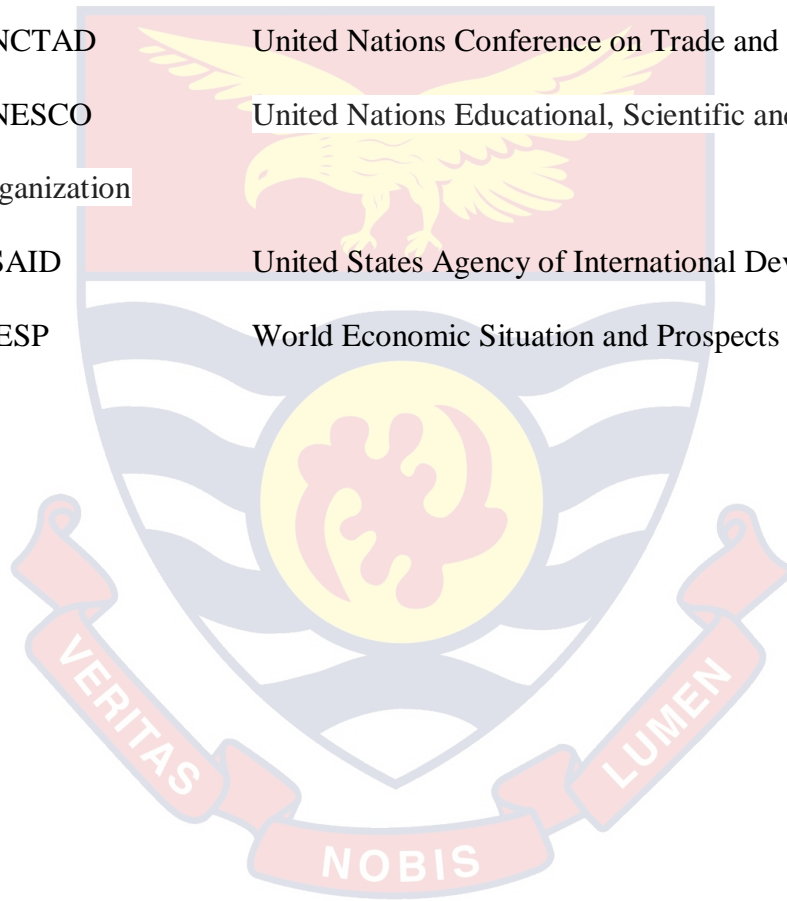 NCTAD United Nations Conference on Trade and
NESCO United Nations Educational, Scientific and
ganization
SAID United States Agency of International Dev
ESP World Economic Situation and Prospects
VERITAS
NOBIS
LUMEN